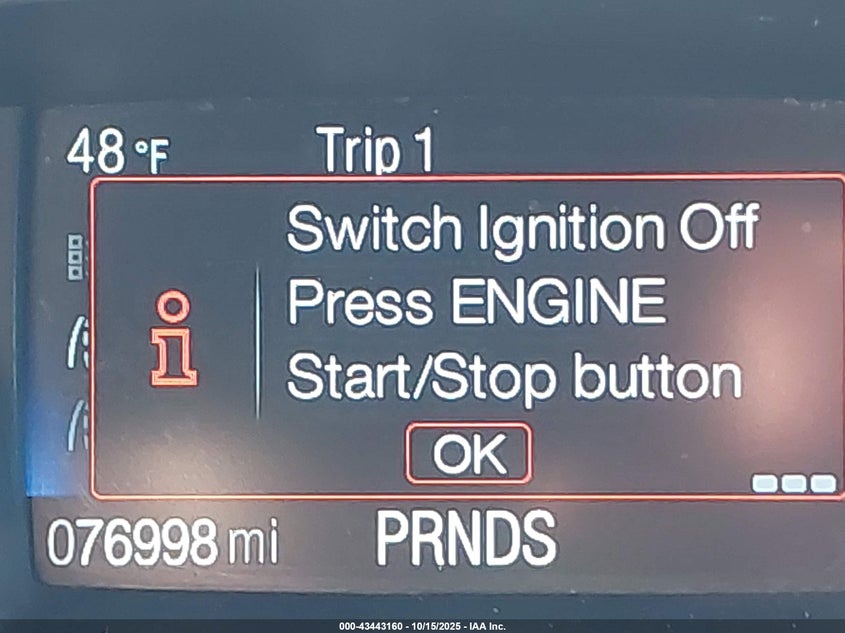 48 °F Trip 1
Switch Ignition Off
Press ENGINE
Start/Stop button
OK
076998 mi PRNDS
000-43443160 - 10/15/2025 - IAA Inc.